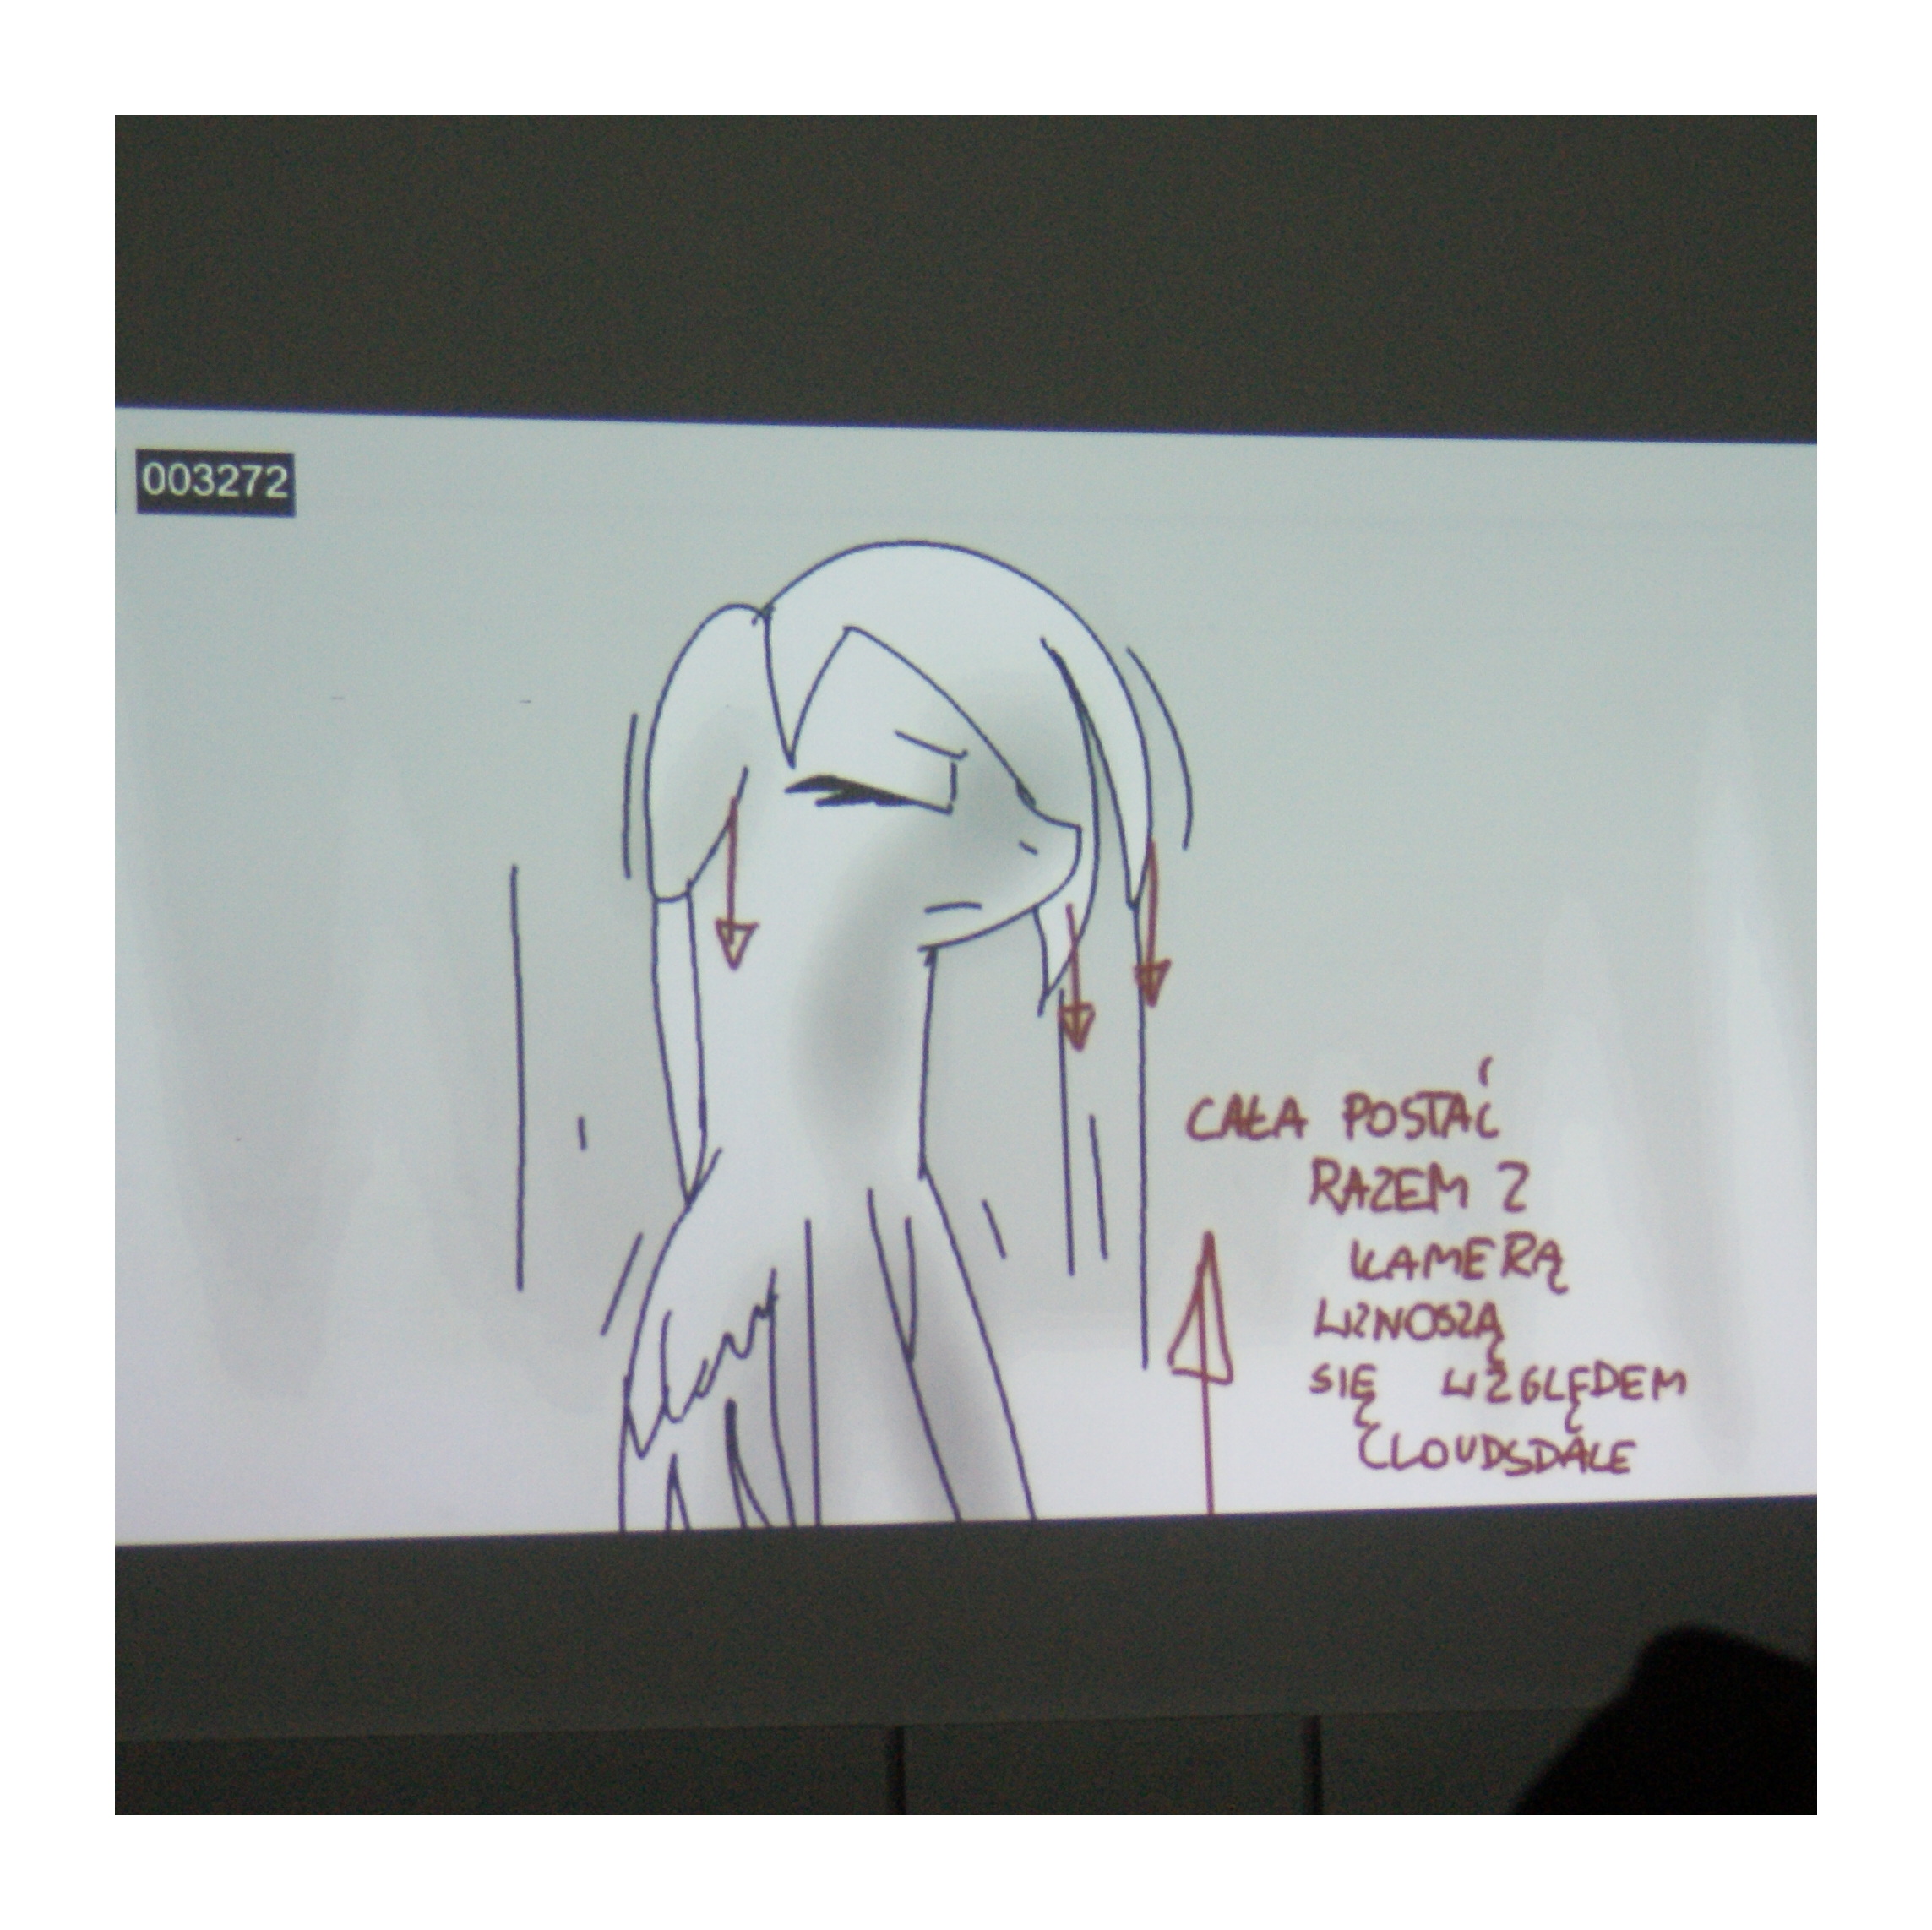 003272
CAŁA POSTAĆ
RAZEM Z
KAMERĄ
WZNOSZĄ
SIĘ WZGLĘDEM
CLOUDSDALE